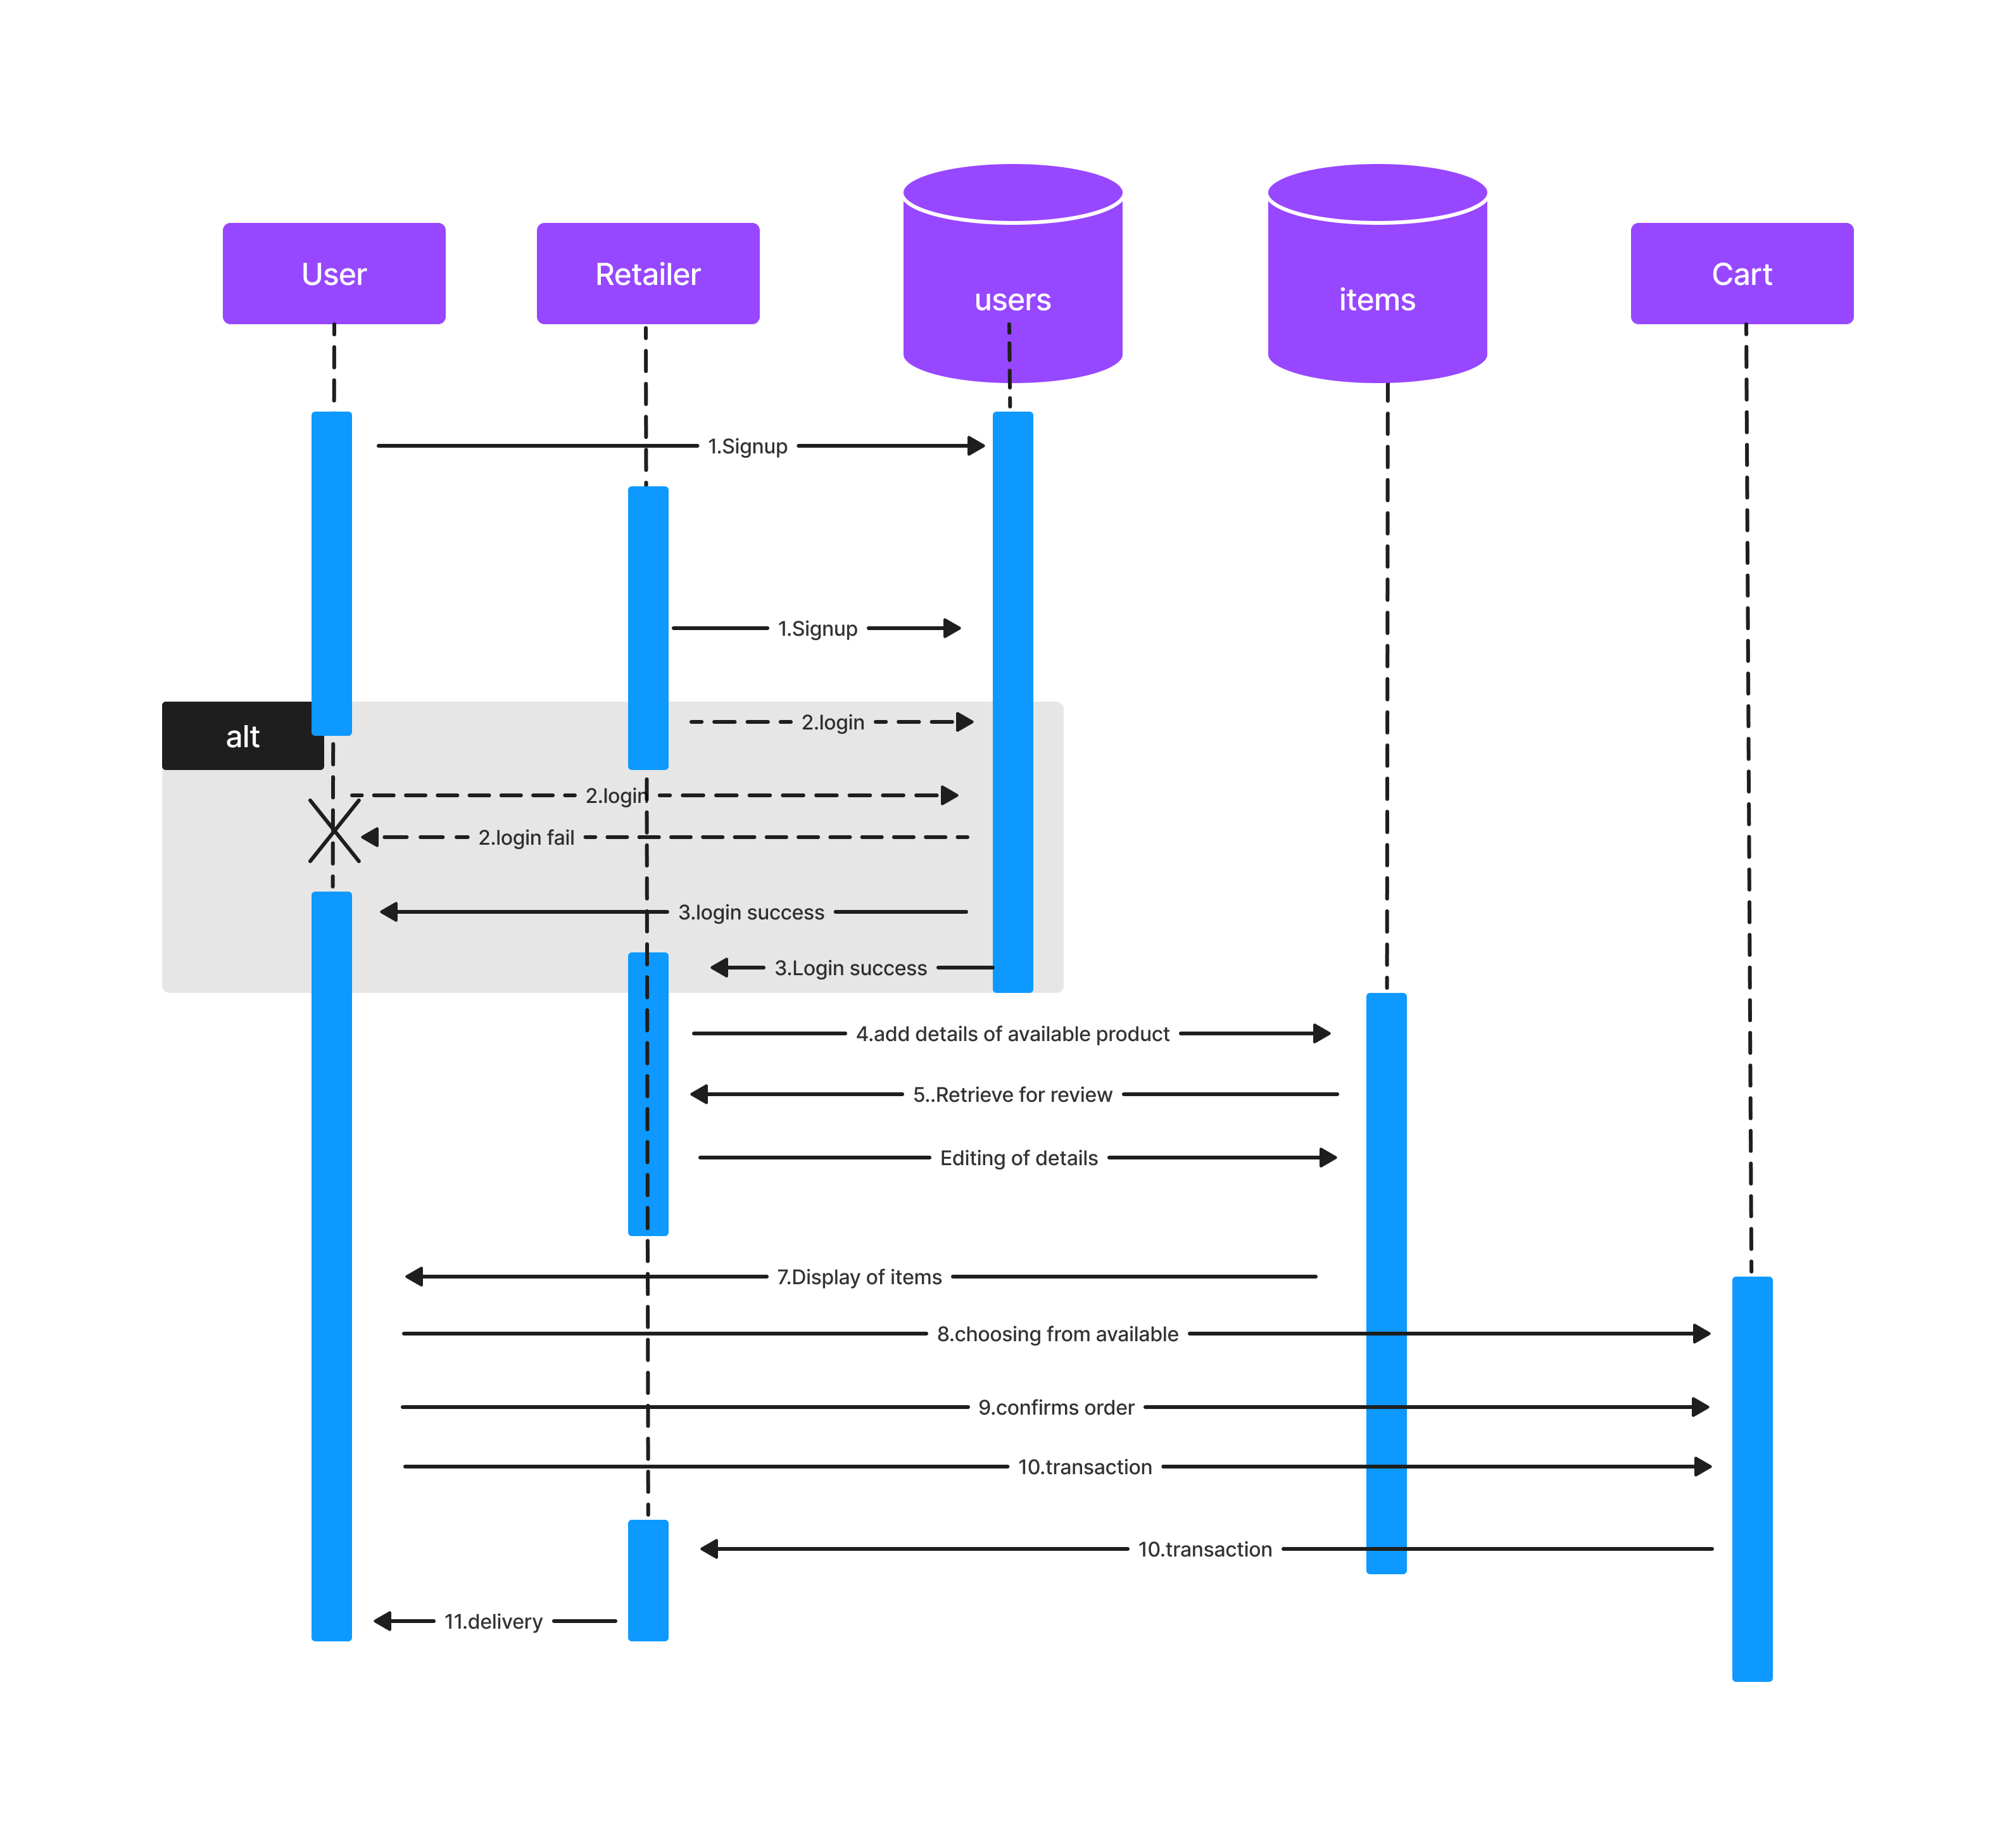 User
Retailer
users
items
Cart
1.Signup
1.Signup
alt
2.login
2.login
2.login fail
3.login success
3.Login success
4.add details of available product
5..Retrieve for review
Editing of details
7.Display of items
8.choosing from available
9.confirms order
10.transaction
10.transaction
11.delivery